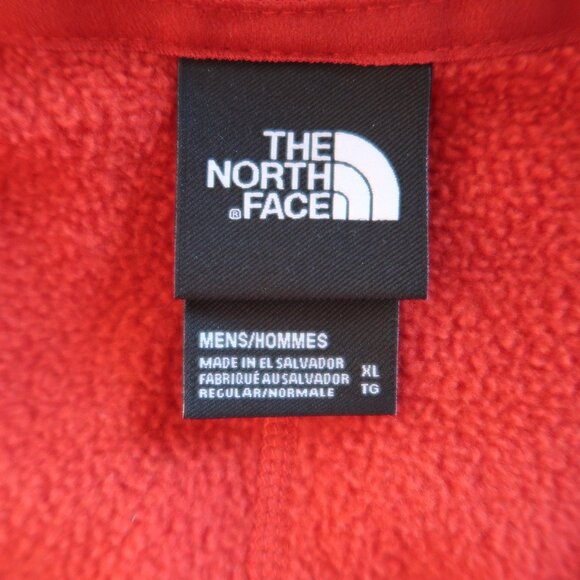 THE
NORTH
® FACE
MENS/HOMMES
MADE IN EL SALVADOR
FABRIQUÉ AU SALVADOR
REGULAR/NORMALE
XL
TG